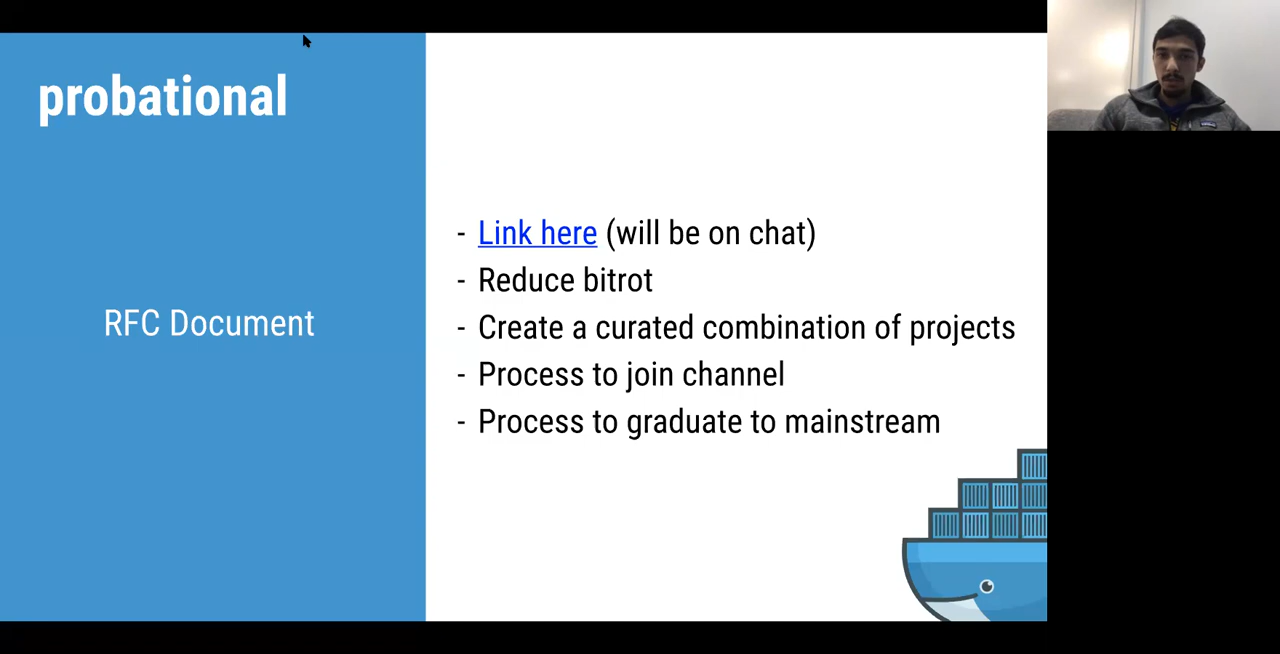 probational
RFC Document
- Link here (will be on chat)
- Reduce bitrot
- Create a curated combination of projects
- Process to join channel
- Process to graduate to mainstream